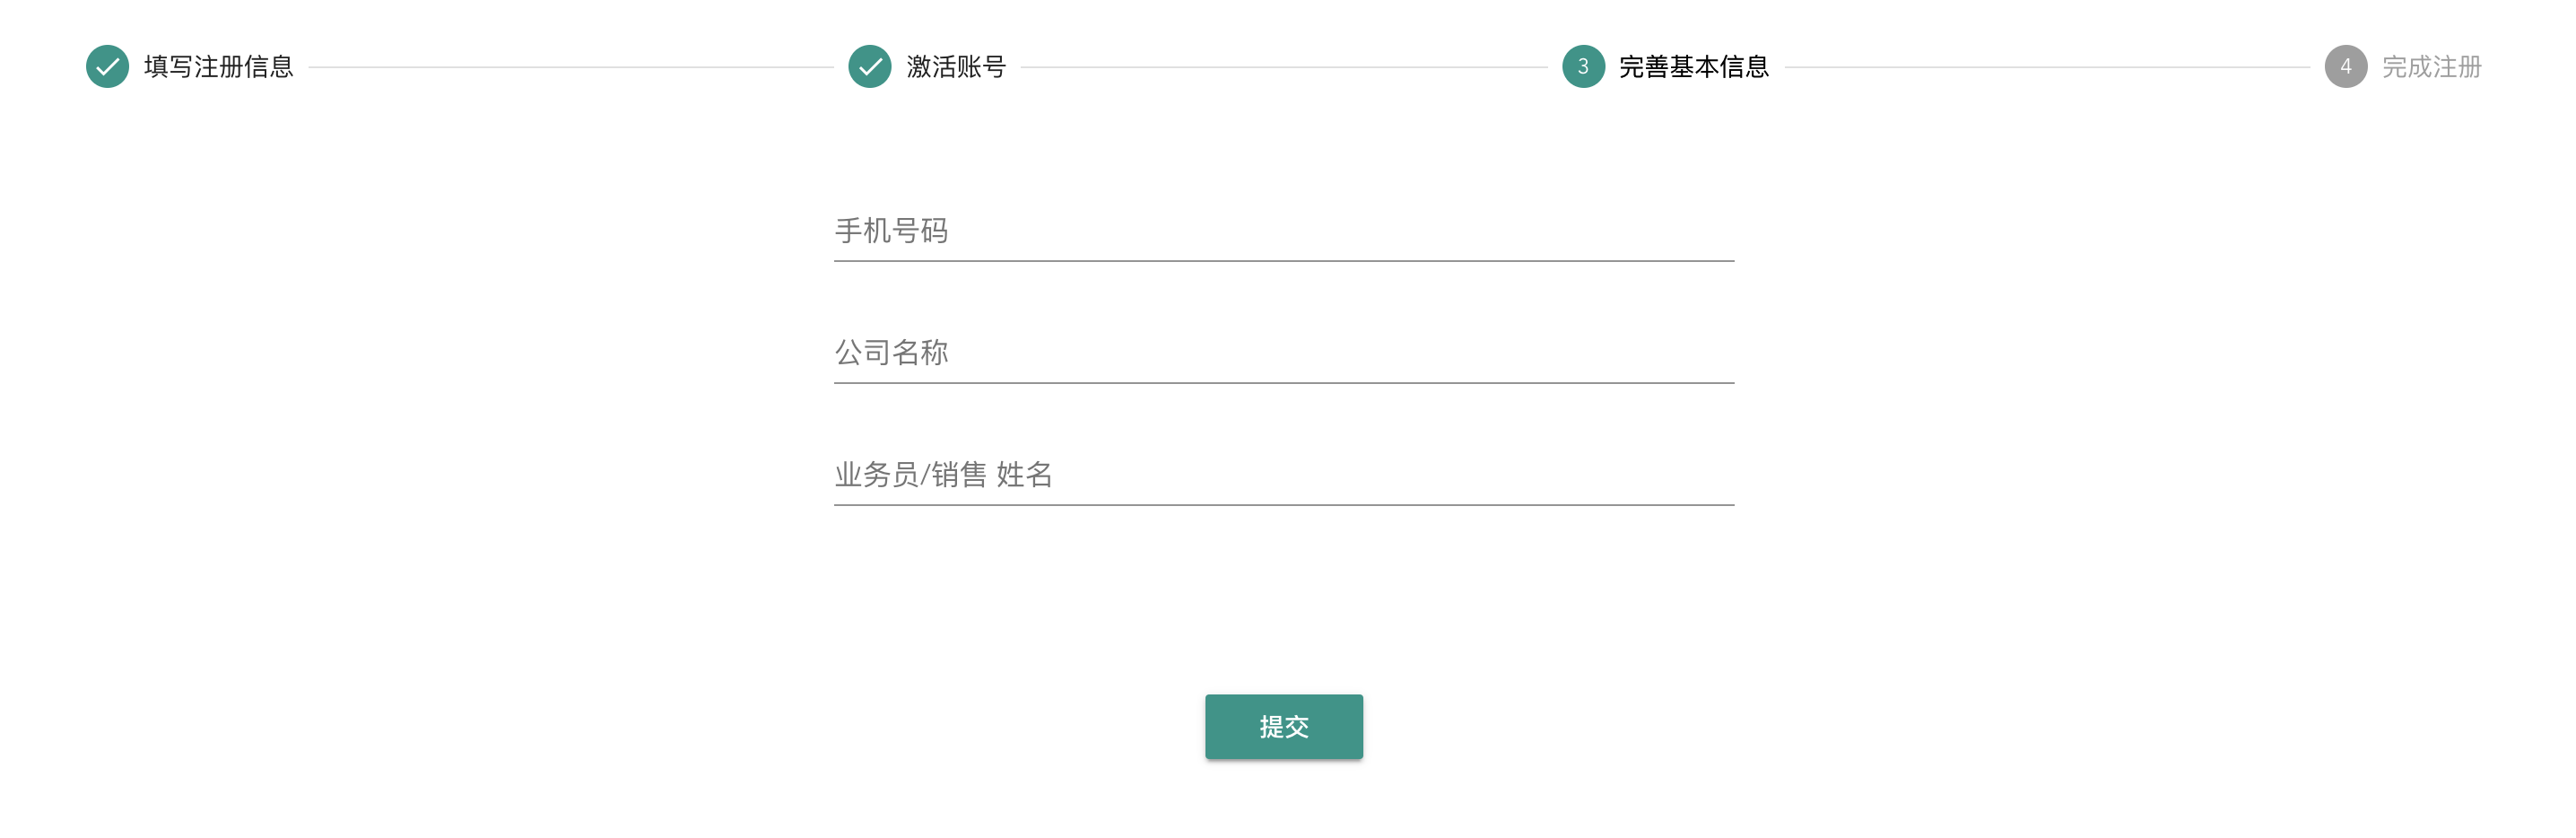 填写注册信息 激活账号 3 完善基本信息 4 完成注册
手机号码
公司名称
业务员/销售 姓名
提交